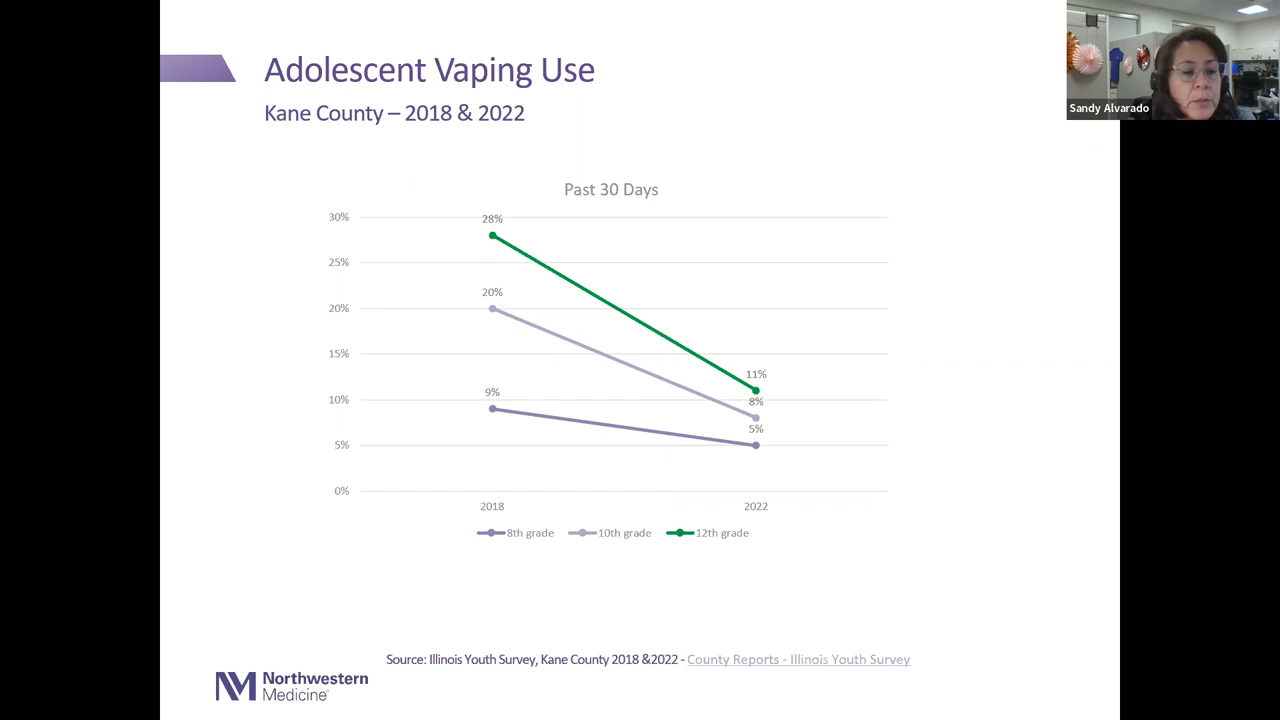 Adolescent Vaping Use
Kane County – 2018 & 2022
Sandy Alvarado
Past 30 Days
30%
25%
20%
15%
10%
5%
0%
28%
20%
9%
11%
8%
5%
2018
2022
8th grade
10th grade
12th grade
Source: Illinois Youth Survey, Kane County 2018 &2022 - County Reports - Illinois Youth Survey
NM Northwestern
Medicine®